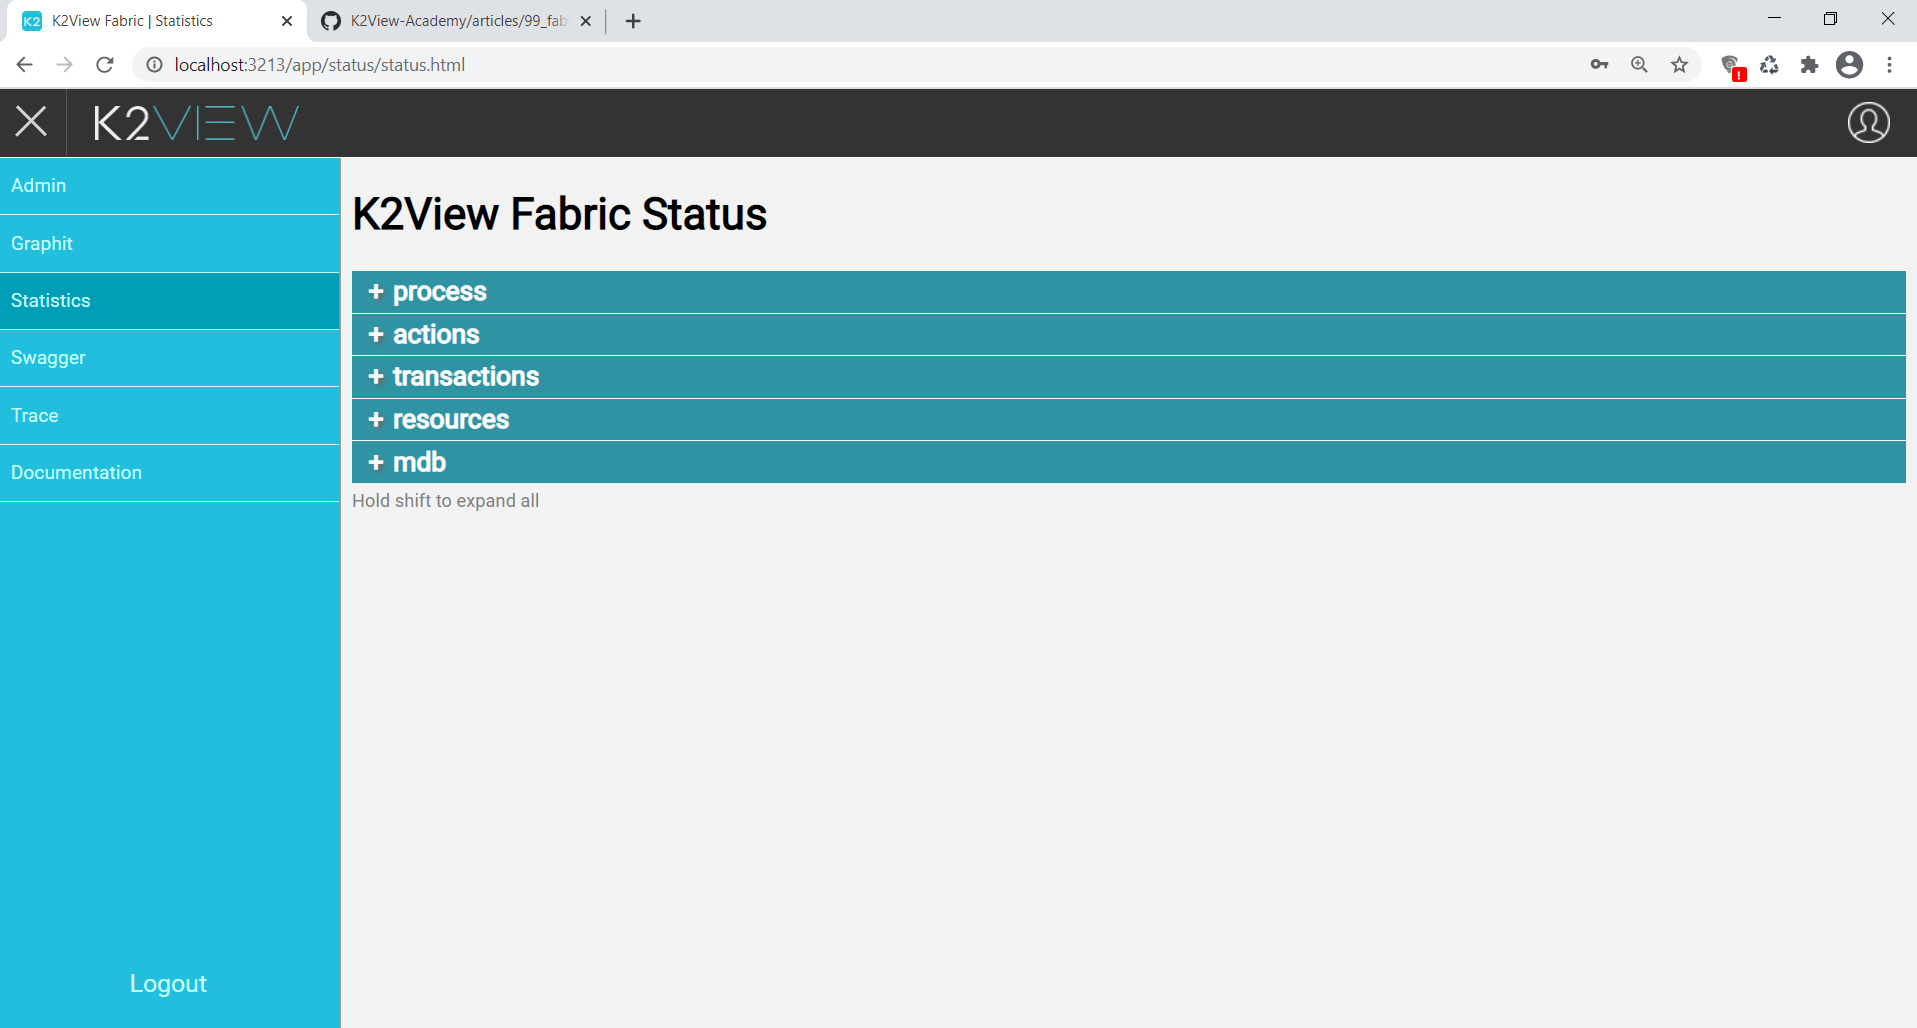 K2 K2View Fabric | Statistics
K2View-Academy/articles/99_fab
localhost:3213/app/status/status.html
K2VIEW
Admin
Graphit
Statistics
Swagger
Trace
Documentation
Logout
K2View Fabric Status
+ process
+ actions
+ transactions
+ resources
+ mdb
Hold shift to expand all